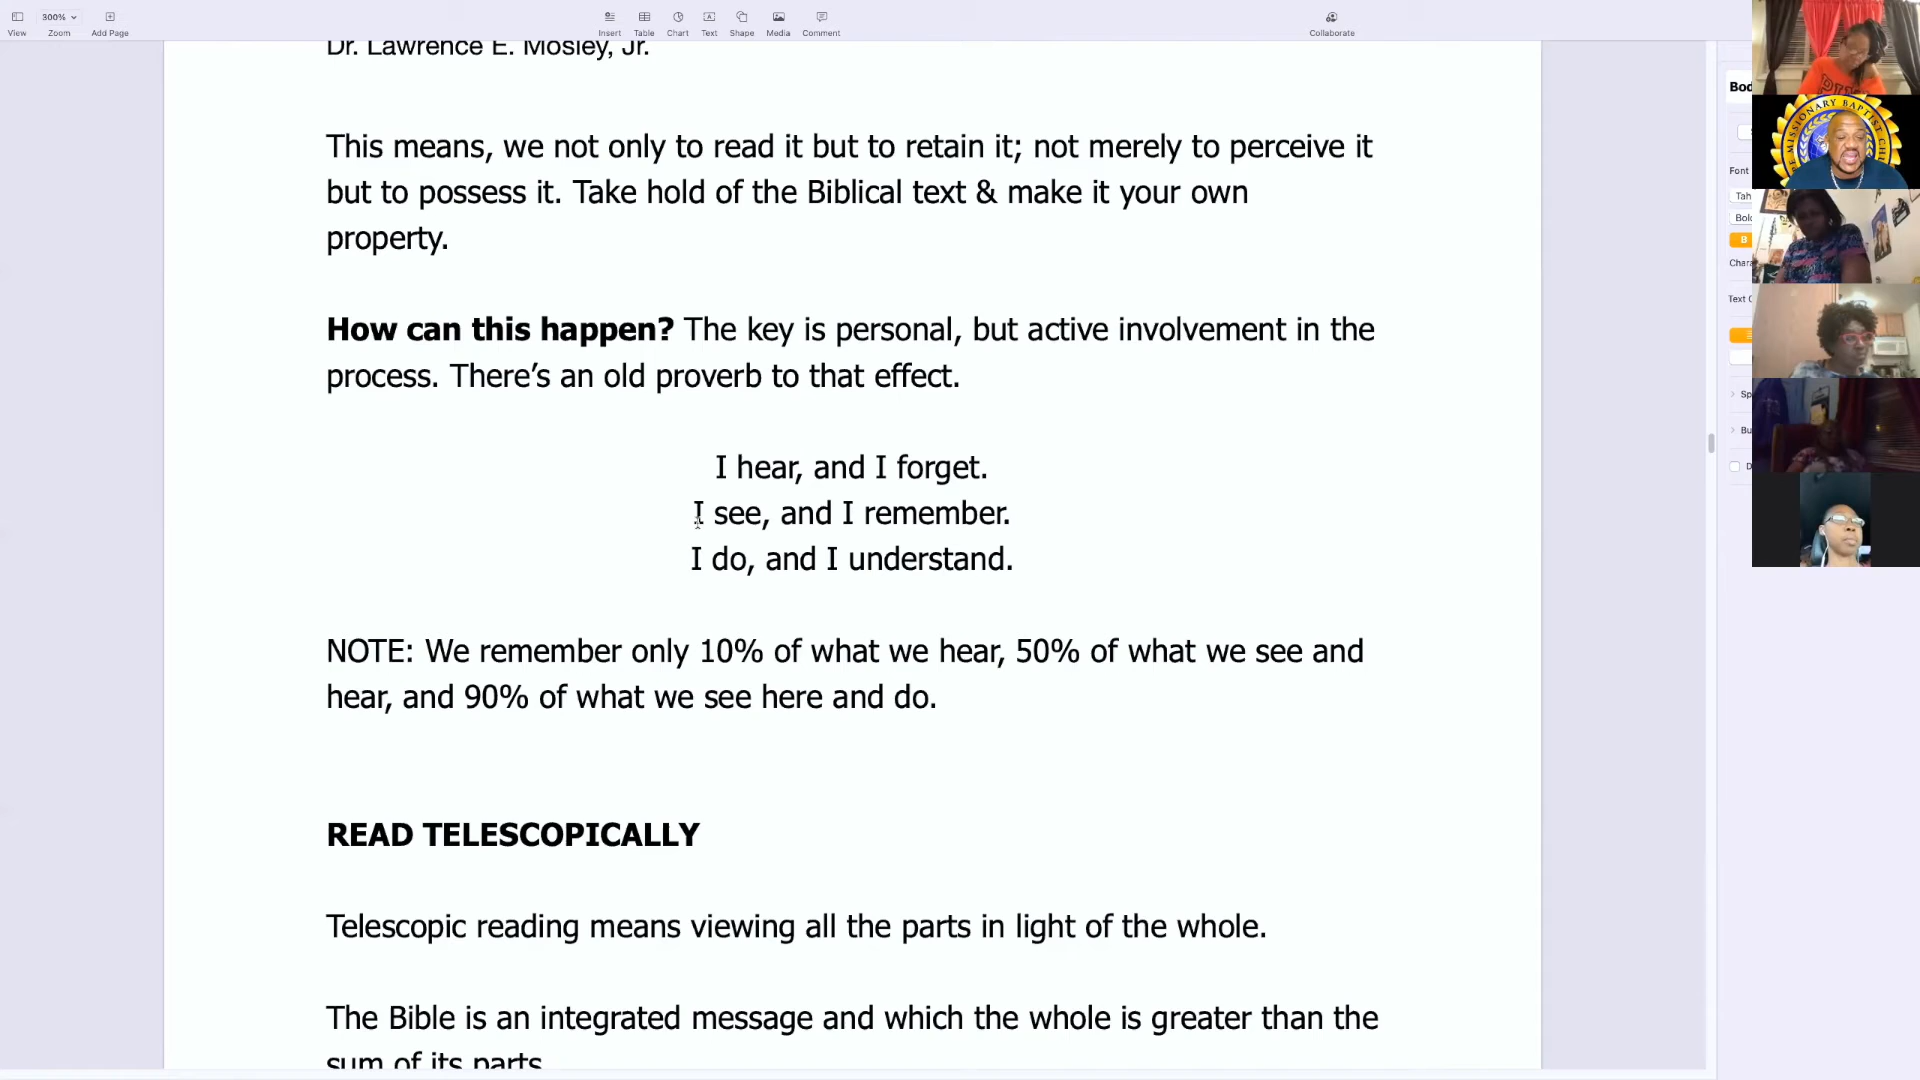 300%
View
Zoom
Add Page
Insert
Table
Chart
Text
Shape
Media
Comment
Collaborate
Dr. Lawrence E. Mosley, Jr.
This means, we not only to read it but to retain it; not merely to perceive it
but to possess it. Take hold of the Biblical text & make it your own
property.
How can this happen? The key is personal, but active involvement in the
process. There’s an old proverb to that effect.
I hear, and I forget.
I see, and I remember.
I do, and I understand.
NOTE: We remember only 10% of what we hear, 50% of what we see and
hear, and 90% of what we see here and do.
READ TELESCOPICALLY
Telescopic reading means viewing all the parts in light of the whole.
The Bible is an integrated message and which the whole is greater than the
sum of its parts
Font
B
MISSIONARY BAPTIST